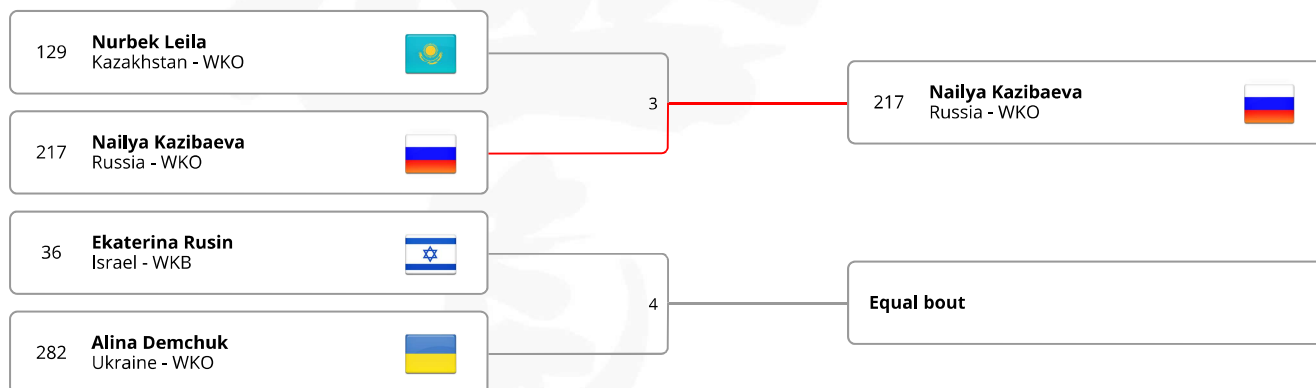 129
Nurbek Leila
Kazakhstan - WKO
217
Nailya Kazibaeva
Russia - WKO
3
217
Nailya Kazibaeva
Russia - WKO
36
Ekaterina Rusin
Israel - WKB
282
Alina Demchuk
Ukraine - WKO
4
Equal bout